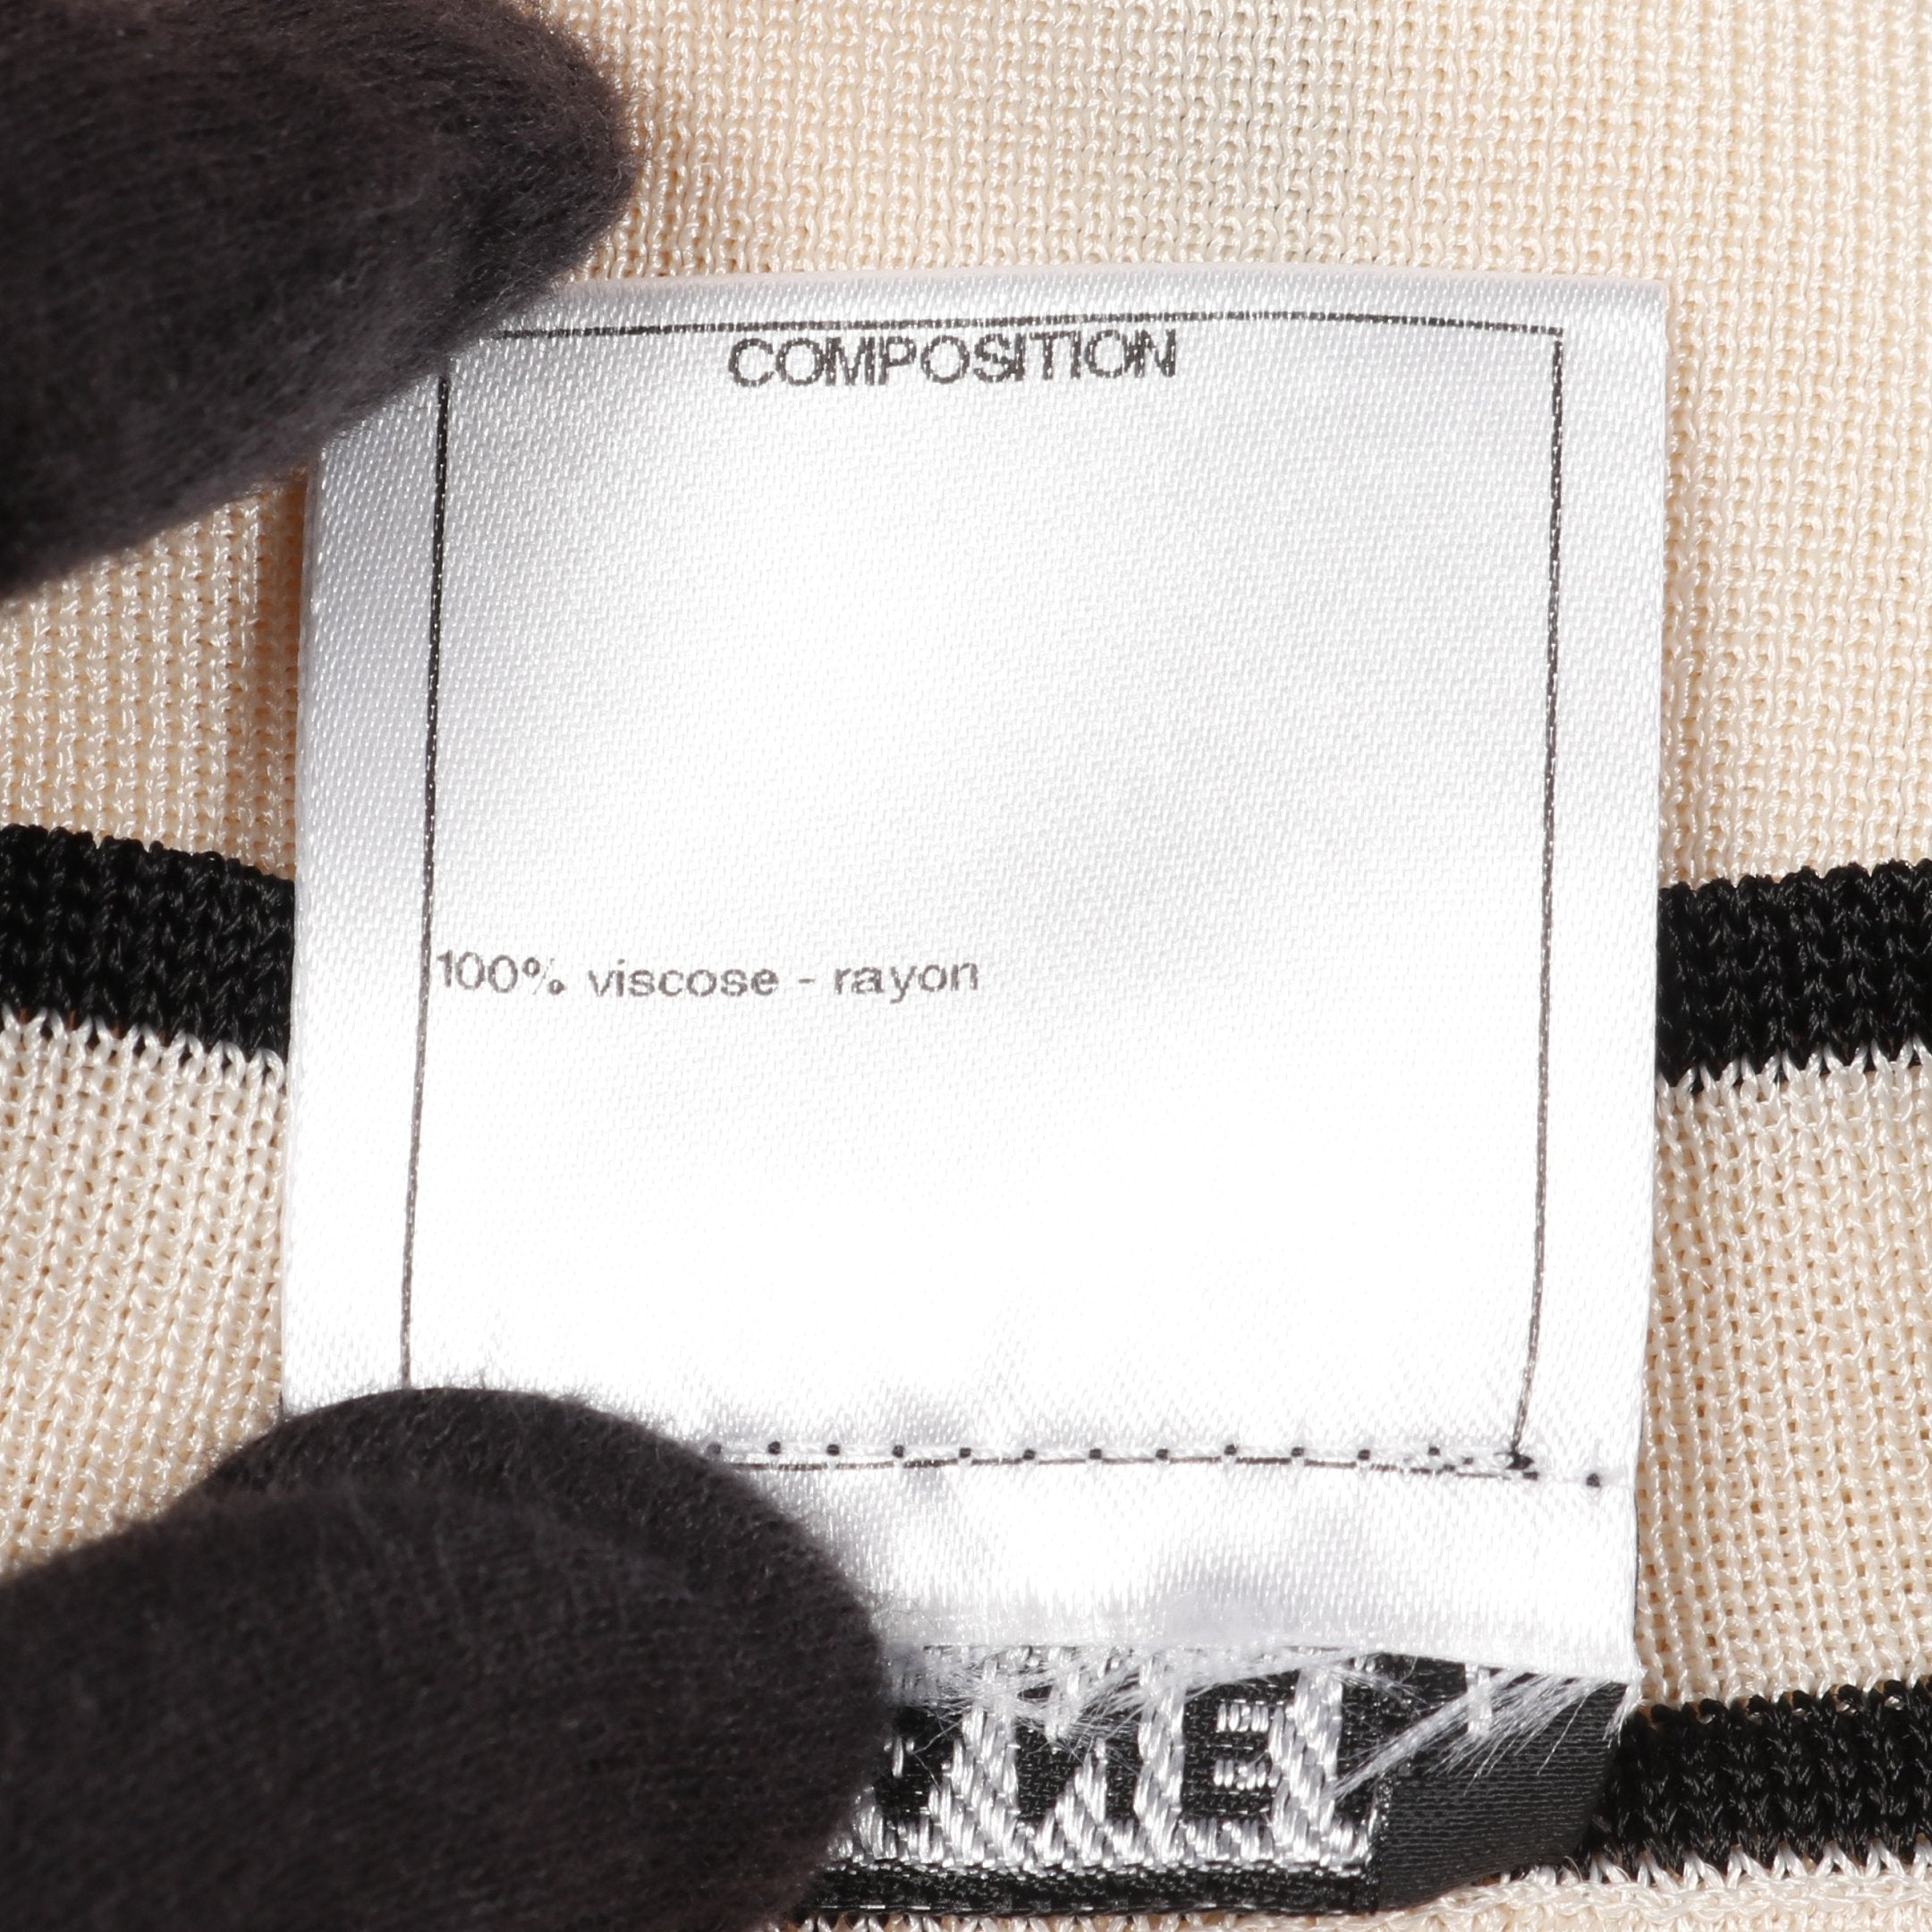 COMPOSITION
100% viscose - rayon